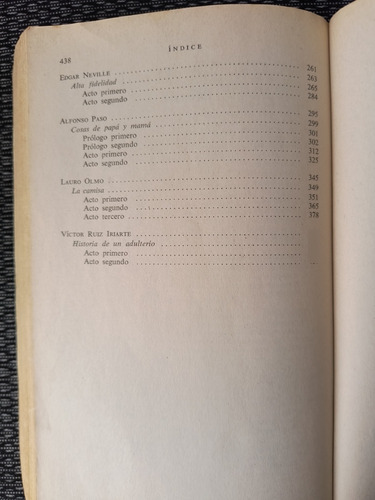 438
ÍNDICE
EDGAR NEVILLE 261
Alta fidelidad 263
Acto primero 265
Acto segundo 284
ALFONSO PASO 295
Cosas de papá y mamá 299
Prólogo primero 301
Prólogo segundo 302
Acto primero 312
Acto segundo 325
LAURO OLMO 345
La camisa 349
Acto primero 351
Acto segundo 365
Acto tercero 378
VÍCTOR RUIZ IRIARTE
Historia de un adulterio
Acto primero
Acto segundo